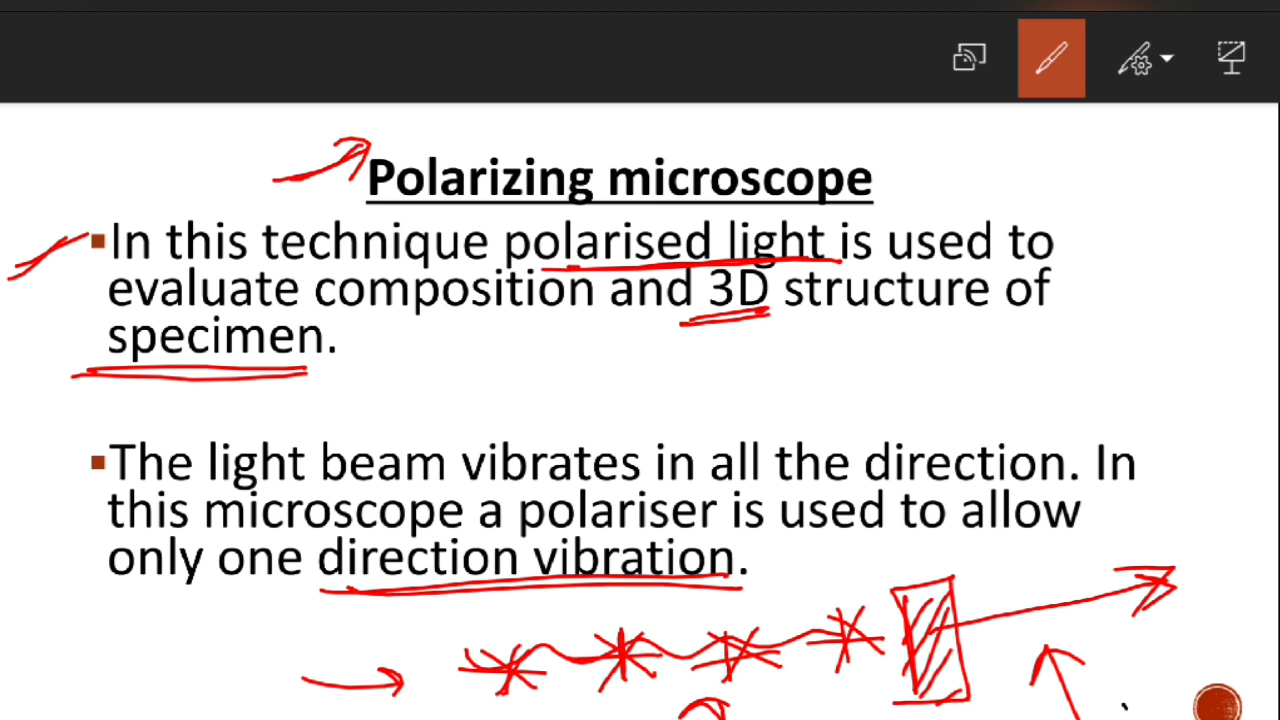 Polarizing microscope
▪In this technique polarised light is used to
evaluate composition and 3D structure of
specimen.
▪The light beam vibrates in all the direction. In
this microscope a polariser is used to allow
only one direction vibration.